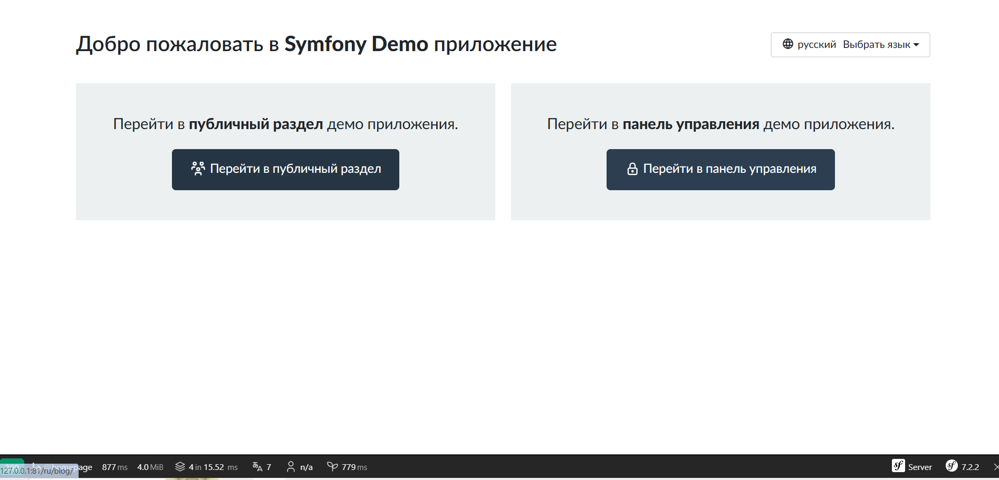 Добро пожаловать в Symfony Demo приложение
русский Выбрать язык
Перейти в публичный раздел демо приложения.
Перейти в публичный раздел
Перейти в панель управления демо приложения.
Перейти в панель управления
@homepage 877 ms 4.0 MiB 4 in 15.52 ms 7 n/a 779 ms Server 7.2.2
127.0.0.1:81/ru/blog/